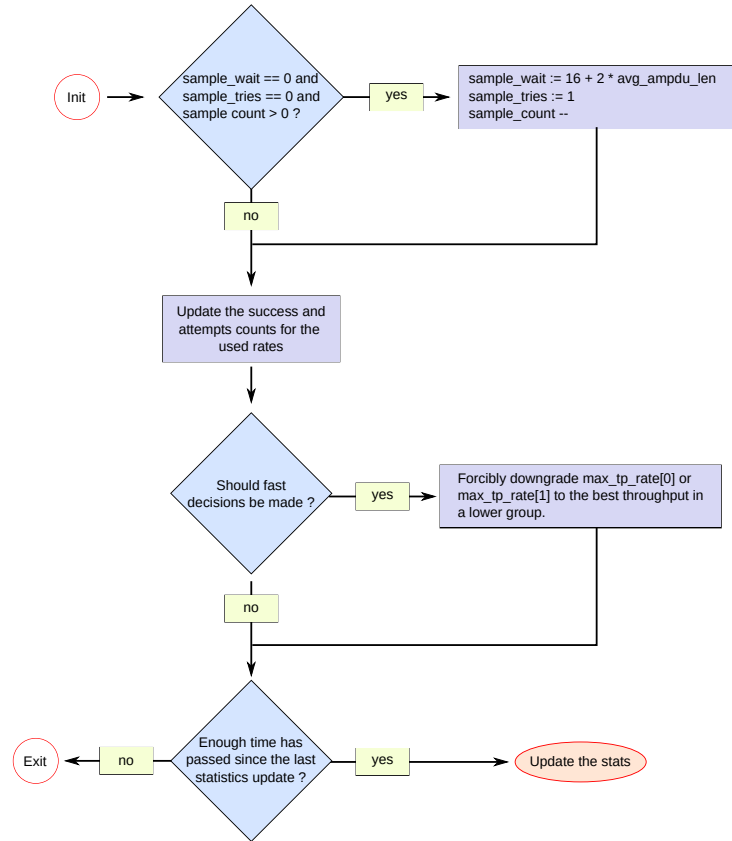 Init
sample_wait == 0 and
sample_tries == 0 and
sample count > 0 ?
yes
sample_wait := 16 + 2 * avg_ampdu_len
sample_tries := 1
sample_count --
no
Update the success and
attempts counts for the
used rates
Should fast
decisions be made ?
yes
Forcibly downgrade max_tp_rate[0] or
max_tp_rate[1] to the best throughput in
a lower group.
no
Enough time has
passed since the last
statistics update ?
no
Exit
yes
Update the stats